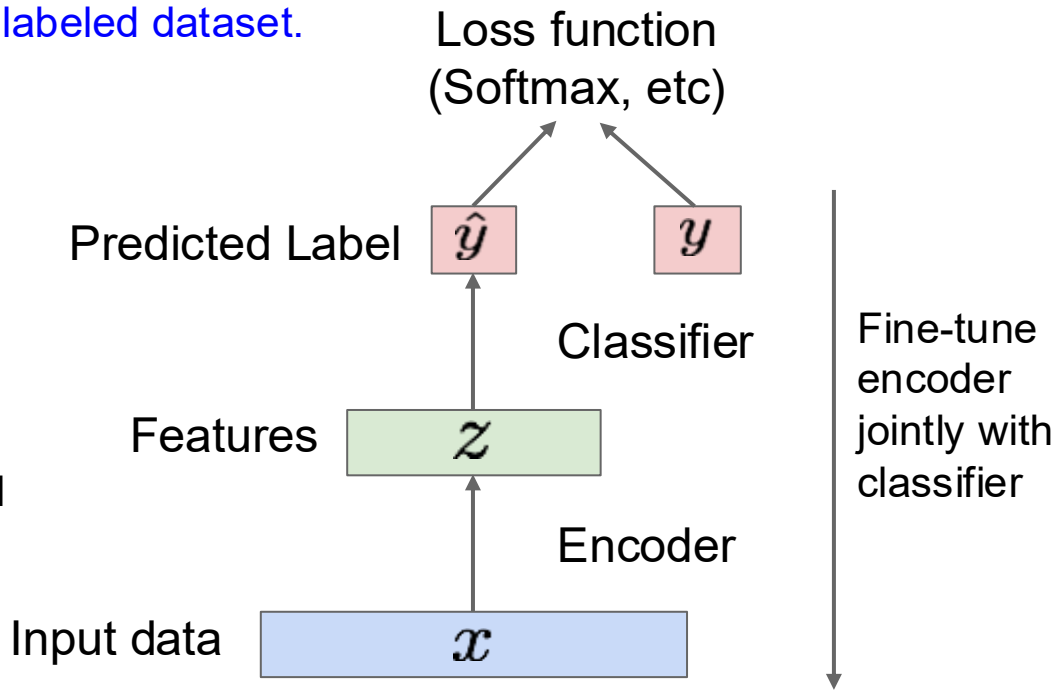 labeled dataset.
Loss function
(Softmax, etc)
Predicted Label
ŷ
y
Classifier
Fine-tune
encoder
jointly with
classifier
Features
z
Encoder
Input data
x